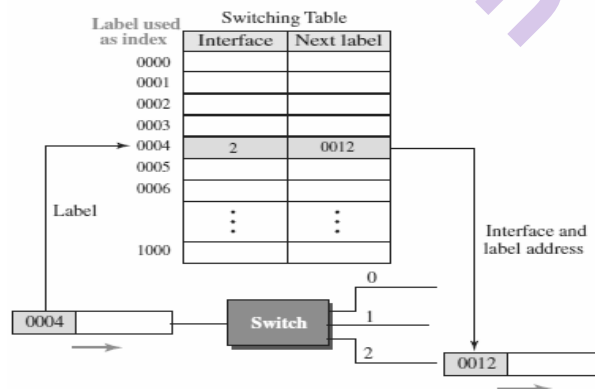 Switching Table
Label used
as index
Interface Next label
0000
0001
0002
0003
0004 2 0012
0005
0006
1000
Label
Interface and
label address
0004
Switch
0
1
2
0012